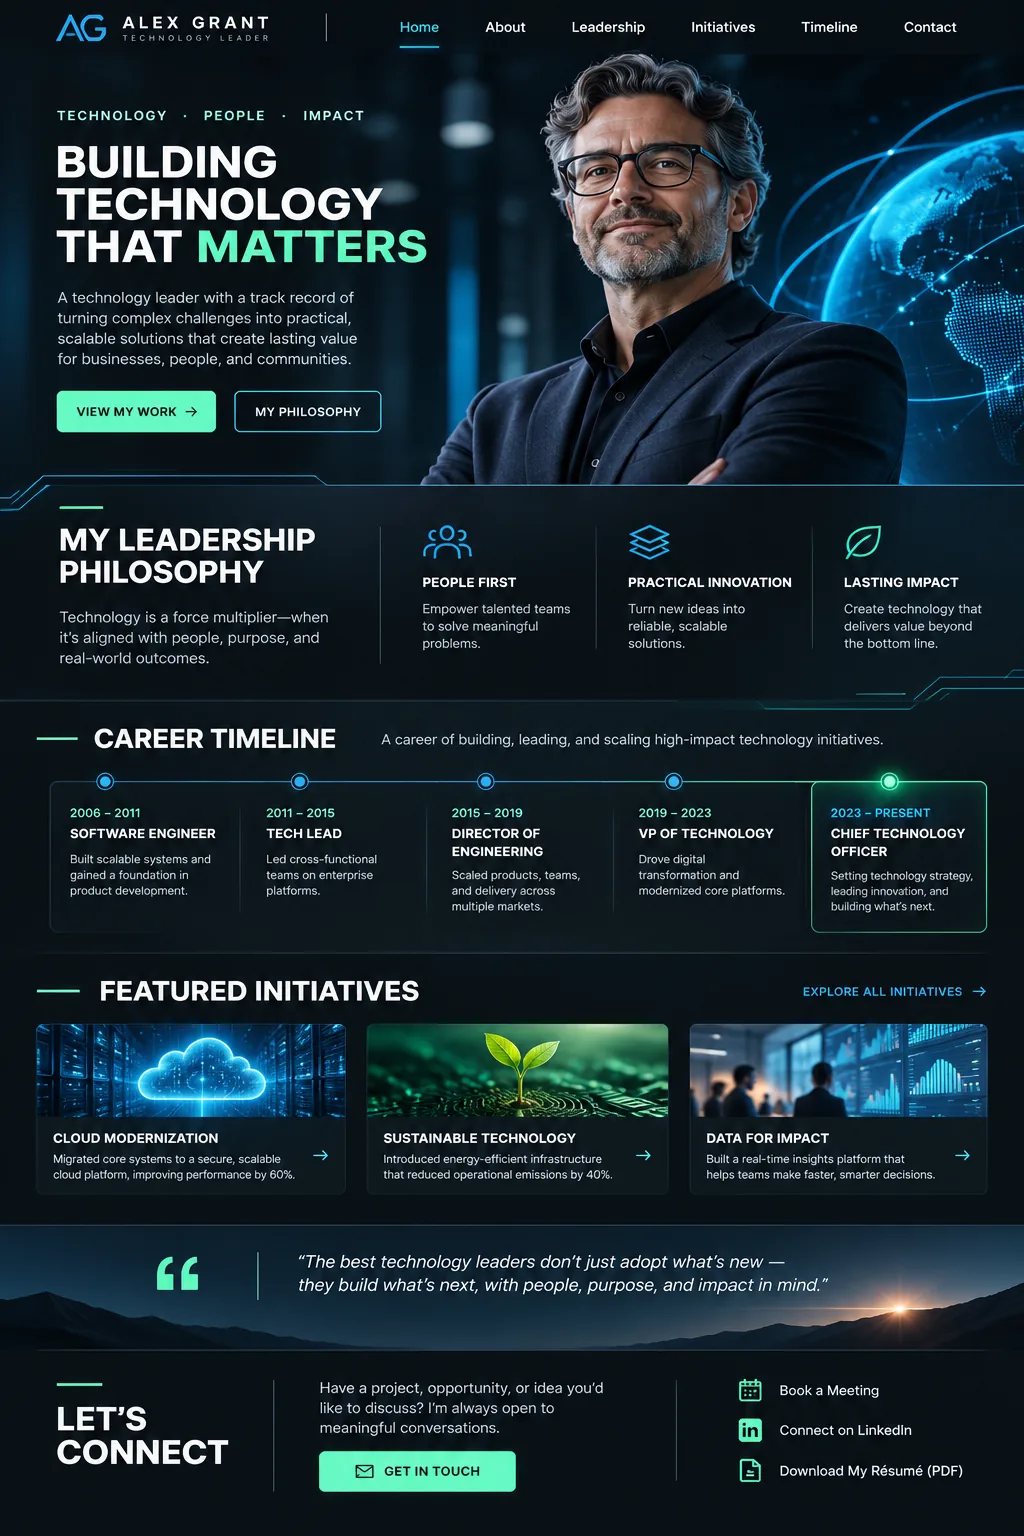 AG
ALEX GRANT
TECHNOLOGY LEADER
Home
About
Leadership
Initiatives
Timeline
Contact
TECHNOLOGY · PEOPLE · IMPACT
BUILDING
TECHNOLOGY
THAT MATTERS
A technology leader with a track record of
turning complex challenges into practical,
scalable solutions that create lasting value
for businesses, people, and communities.
VIEW MY WORK →
MY PHILOSOPHY
MY LEADERSHIP
PHILOSOPHY
Technology is a force multiplier—when
it's aligned with people, purpose, and
real-world outcomes.
PEOPLE FIRST
Empower talented teams
to solve meaningful
problems.
PRACTICAL INNOVATION
Turn new ideas into
reliable, scalable
solutions.
LASTING IMPACT
Create technology that
delivers value beyond
the bottom line.
CAREER TIMELINE
A career of building, leading, and scaling high-impact technology initiatives.
2006 – 2011
SOFTWARE ENGINEER
Built scalable systems and
gained a foundation in
product development.
2011 – 2015
TECH LEAD
Led cross-functional
teams on enterprise
platforms.
2015 – 2019
DIRECTOR OF
ENGINEERING
Scaled products, teams,
and delivery across
multiple markets.
2019 – 2023
VP OF TECHNOLOGY
Drove digital
transformation and
modernized core platforms.
2023 – PRESENT
CHIEF TECHNOLOGY
OFFICER
Setting technology strategy,
leading innovation, and
building what's next.
FEATURED INITIATIVES
EXPLORE ALL INITIATIVES →
CLOUD MODERNIZATION
Migrated core systems to a secure, scalable
cloud platform, improving performance by 60%.
→
SUSTAINABLE TECHNOLOGY
Introduced energy-efficient infrastructure
that reduced operational emissions by 40%.
→
DATA FOR IMPACT
Built a real-time insights platform that
helps teams make faster, smarter decisions.
→
“The best technology leaders don't just adopt what's new —
they build what's next, with people, purpose, and impact in mind.”
LET'S
CONNECT
Have a project, opportunity, or idea you'd
like to discuss? I'm always open to
meaningful conversations.
GET IN TOUCH
Book a Meeting
Connect on LinkedIn
Download My Résumé (PDF)